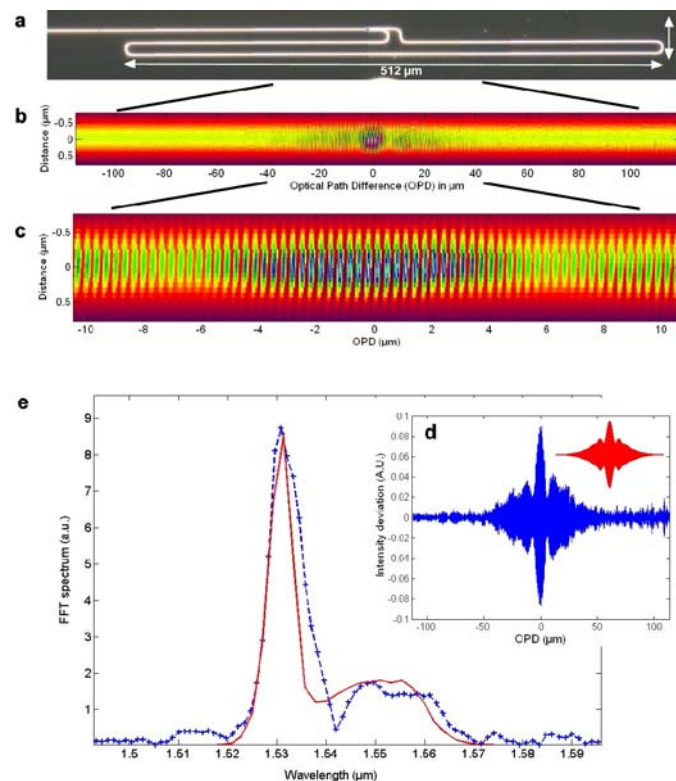 a
512 µm
b
Distance (µm)
-0.5
0
0.5
-100 -80 -60 -40 -20 0 20 40 60 80 100
Optical Path Difference (OPD) in µm
c
Distance (µm)
-0.5
0
0.5
-10 -8 -6 -4 -2 0 2 4 6 8 10
OPD (µm)
e
FFT spectrum (a.u.)
9
8
7
6
5
4
3
2
1
1.5 1.51 1.52 1.53 1.54 1.55 1.56 1.57 1.58 1.59
Wavelength (µm)
d
Intensity deviation (A.U.)
0.1
0.08
0.06
0.04
0.02
0
-0.02
-0.04
-0.06
-0.08
-0.1
-100 -50 0 50 100
OPD (µm)